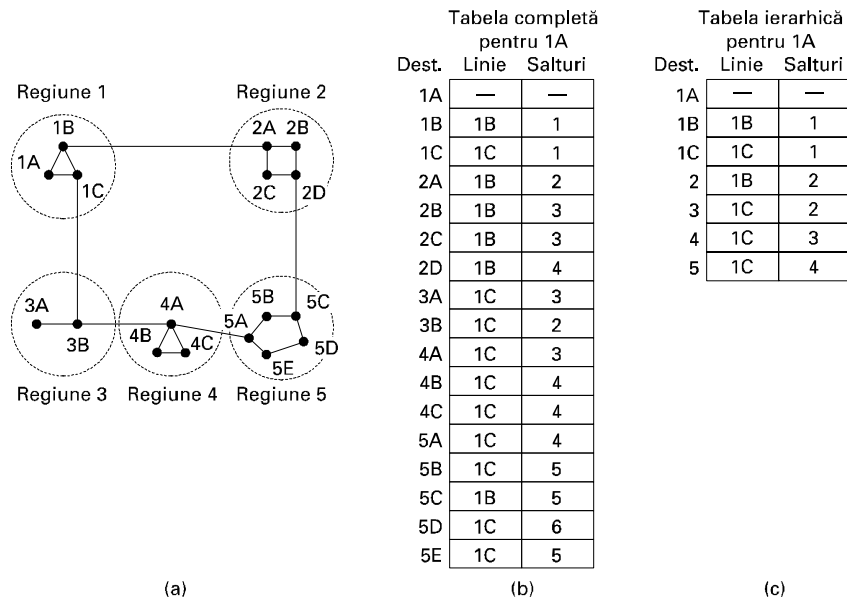 Regiune 1
Regiune 2
1B
1A
1C
2A
2B
2C
2D
3A
3B
4A
4B
4C
5B
5C
5A
5D
5E
Regiune 3
Regiune 4
Regiune 5
(a)
Tabela completă
pentru 1A
Dest. Linie Salturi
1A — —
1B 1B 1
1C 1C 1
2A 1B 2
2B 1B 3
2C 1B 3
2D 1B 4
3A 1C 3
3B 1C 2
4A 1C 3
4B 1C 4
4C 1C 4
5A 1C 4
5B 1C 5
5C 1B 5
5D 1C 6
5E 1C 5
(b)
Tabela ierarhică
pentru 1A
Dest. Linie Salturi
1A — —
1B 1B 1
1C 1C 1
2 1B 2
3 1C 2
4 1C 3
5 1C 4
(c)